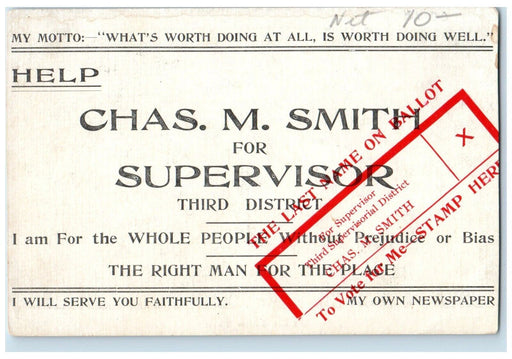 Net 10—
MY MOTTO:—"WHAT'S WORTH DOING AT ALL, IS WORTH DOING WELL."
HELP
CHAS. M. SMITH
FOR
SUPERVISOR
THIRD DISTRICT
I am For the WHOLE PEOPLE Without Prejudice or Bias
THE RIGHT MAN FOR THE PLACE
I WILL SERVE YOU FAITHFULLY. MY OWN NEWSPAPER
THE LAST NAME ON BALLOT
For Supervisor
Third Supervisorial District
CHAS. M. SMITH
X
To Vote for Me—STAMP HERE